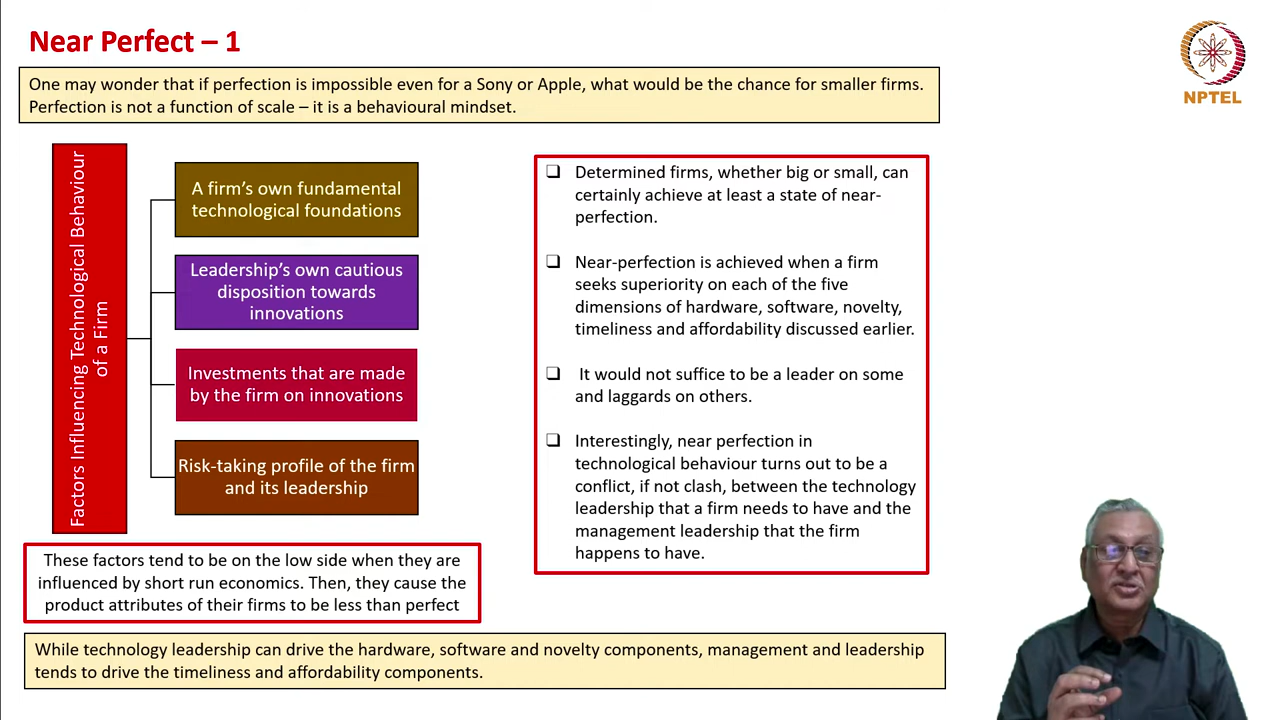 Near Perfect – 1
NPTEL
One may wonder that if perfection is impossible even for a Sony or Apple, what would be the chance for smaller firms.
Perfection is not a function of scale – it is a behavioural mindset.
Factors Influencing Technological Behaviour
of a Firm
A firm's own fundamental
technological foundations
Leadership's own cautious
disposition towards
innovations
Investments that are made
by the firm on innovations
Risk-taking profile of the firm
and its leadership
These factors tend to be on the low side when they are
influenced by short run economics. Then, they cause the
product attributes of their firms to be less than perfect
❑ Determined firms, whether big or small, can
certainly achieve at least a state of near-
perfection.
❑ Near-perfection is achieved when a firm
seeks superiority on each of the five
dimensions of hardware, software, novelty,
timeliness and affordability discussed earlier.
❑ It would not suffice to be a leader on some
and laggards on others.
❑ Interestingly, near perfection in
technological behaviour turns out to be a
conflict, if not clash, between the technology
leadership that a firm needs to have and the
management leadership that the firm
happens to have.
While technology leadership can drive the hardware, software and novelty components, management and leadership
tends to drive the timeliness and affordability components.